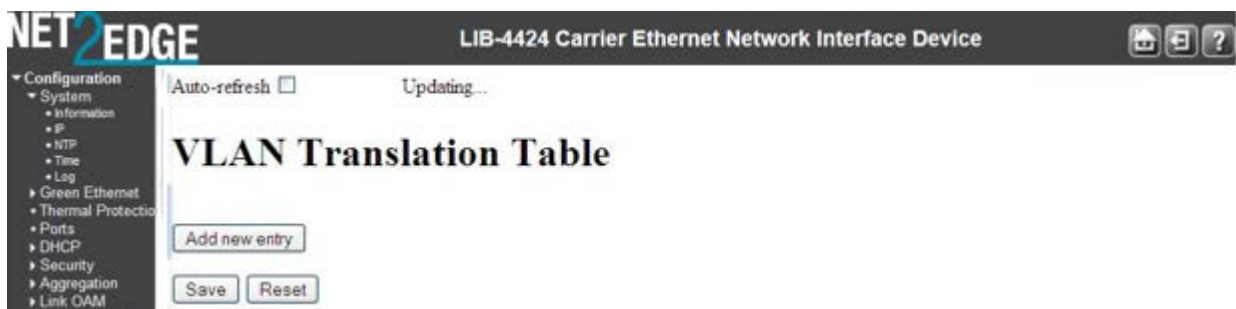 NET2EDGE
LIB-4424 Carrier Ethernet Network Interface Device
?
Configuration
System
Information
IP
NTP
Time
Log
Green Ethernet
Thermal Protectio
Ports
DHCP
Security
Aggregation
Link OAM
Auto-refresh
Updating...
VLAN Translation Table
Add new entry
Save Reset